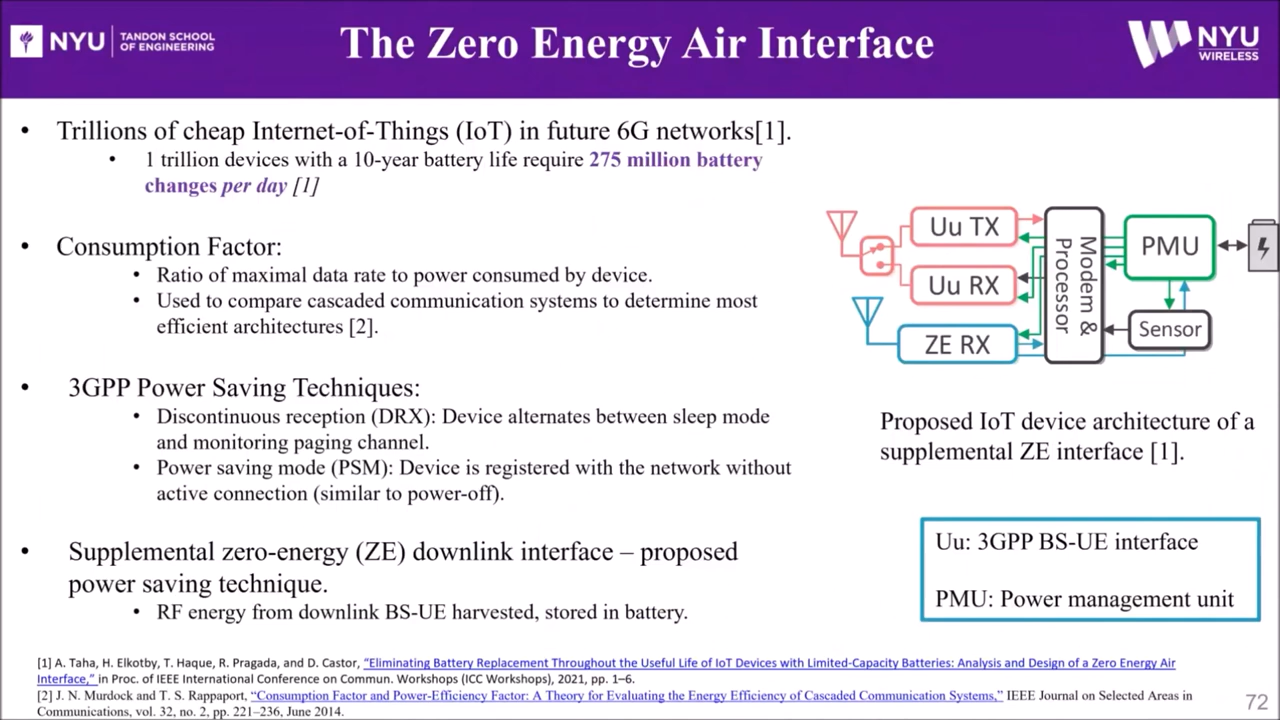 NYU
TANDON SCHOOL
OF ENGINEERING
The Zero Energy Air Interface
NYU
WIRELESS
• Trillions of cheap Internet-of-Things (IoT) in future 6G networks[1].
• 1 trillion devices with a 10-year battery life require 275 million battery
changes per day [1]
• Consumption Factor:
• Ratio of maximal data rate to power consumed by device.
• Used to compare cascaded communication systems to determine most
efficient architectures [2].
• 3GPP Power Saving Techniques:
• Discontinuous reception (DRX): Device alternates between sleep mode
and monitoring paging channel.
• Power saving mode (PSM): Device is registered with the network without
active connection (similar to power-off).
• Supplemental zero-energy (ZE) downlink interface – proposed
power saving technique.
• RF energy from downlink BS-UE harvested, stored in battery.
Uu TX
Uu RX
ZE RX
Modem &
Processor
PMU
Sensor
Proposed IoT device architecture of a
supplemental ZE interface [1].
Uu: 3GPP BS-UE interface
PMU: Power management unit
[1] A. Taha, H. Elkotby, T. Haque, R. Pragada, and D. Castor, “Eliminating Battery Replacement Throughout the Useful Life of IoT Devices with Limited-Capacity Batteries: Analysis and Design of a Zero Energy Air
Interface,” in Proc. of IEEE International Conference on Commun. Workshops (ICC Workshops), 2021, pp. 1–6.
[2] J. N. Murdock and T. S. Rappaport, “Consumption Factor and Power-Efficiency Factor: A Theory for Evaluating the Energy Efficiency of Cascaded Communication Systems,” IEEE Journal on Selected Areas in
Communications, vol. 32, no. 2, pp. 221–236, June 2014.
72